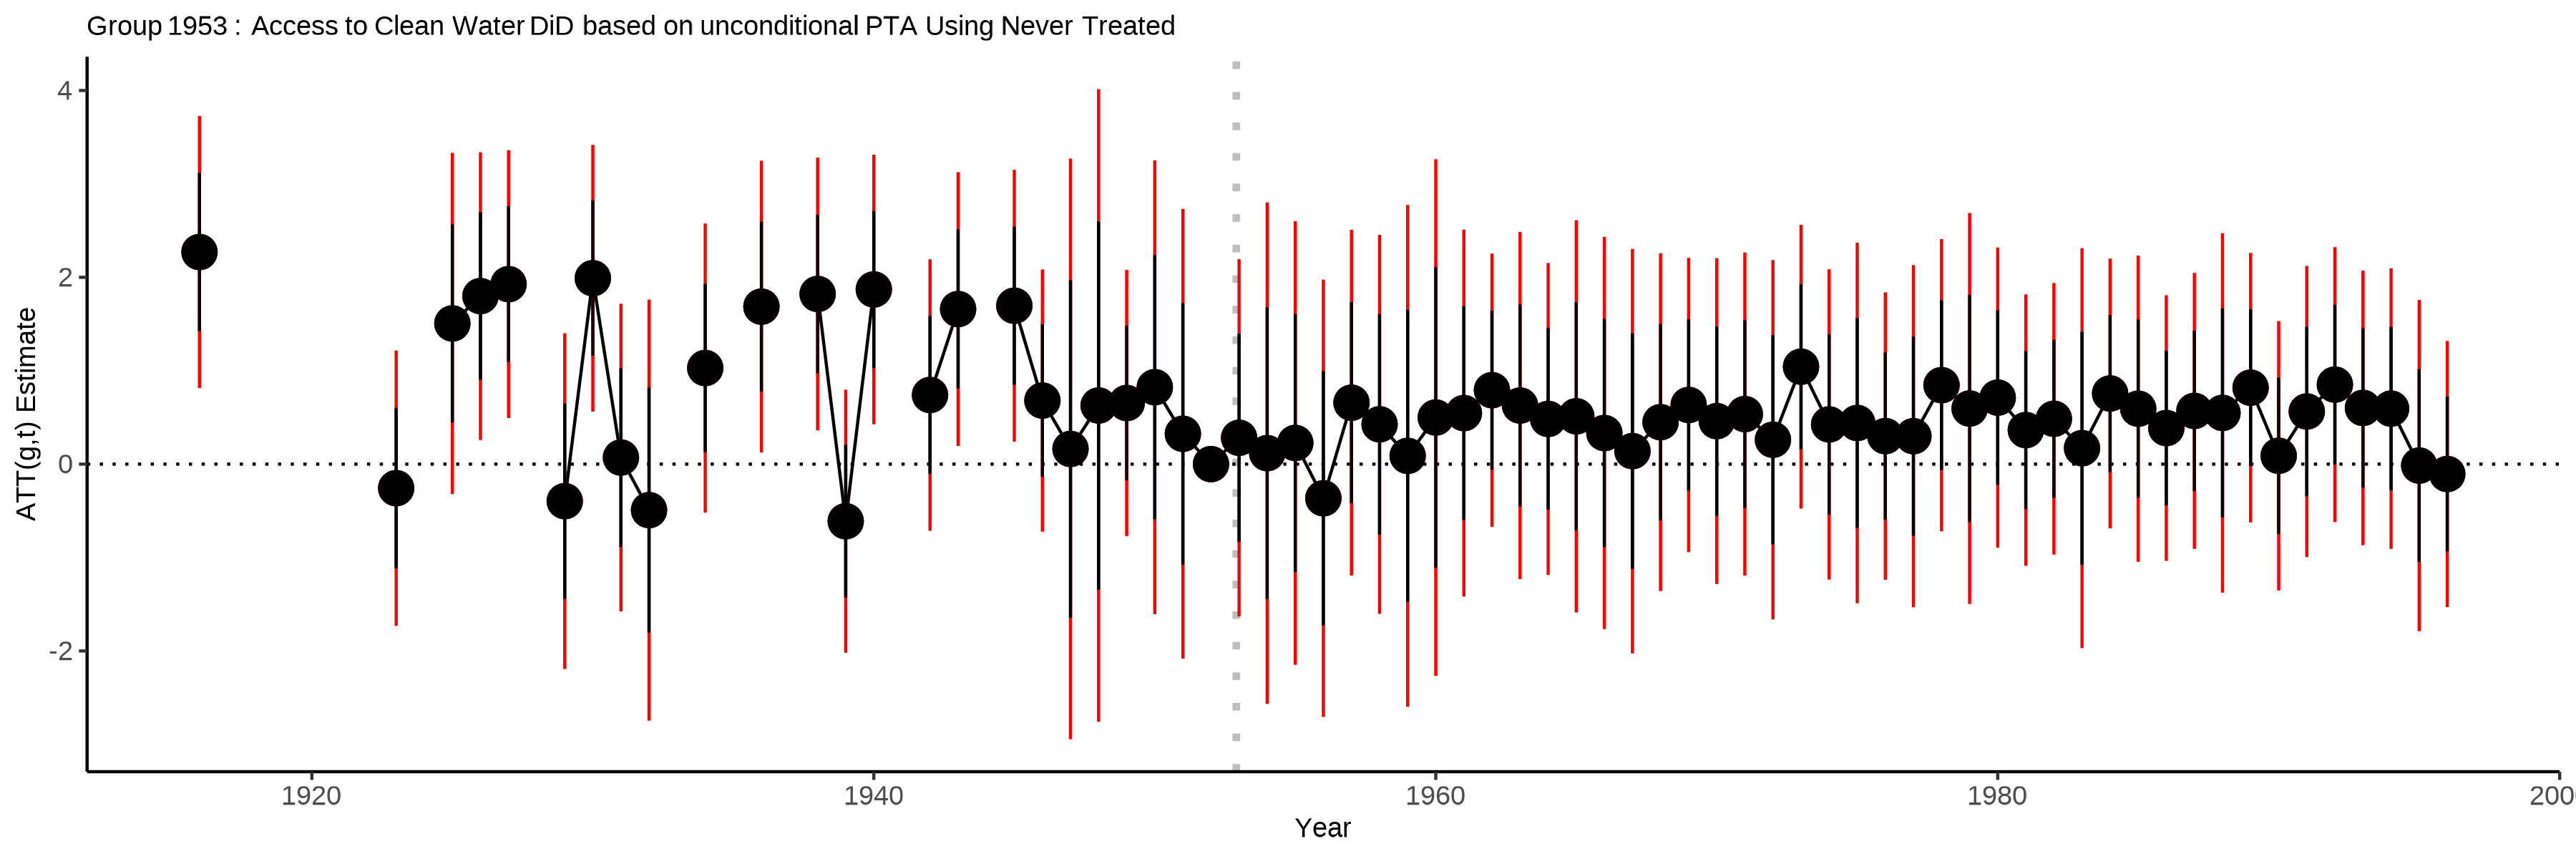 Group 1953 : Access to Clean Water DiD based on unconditional PTA Using Never Treated
ATT(g,t) Estimate
4
2
0
-2
1920 1940 1960 1980 200
Year